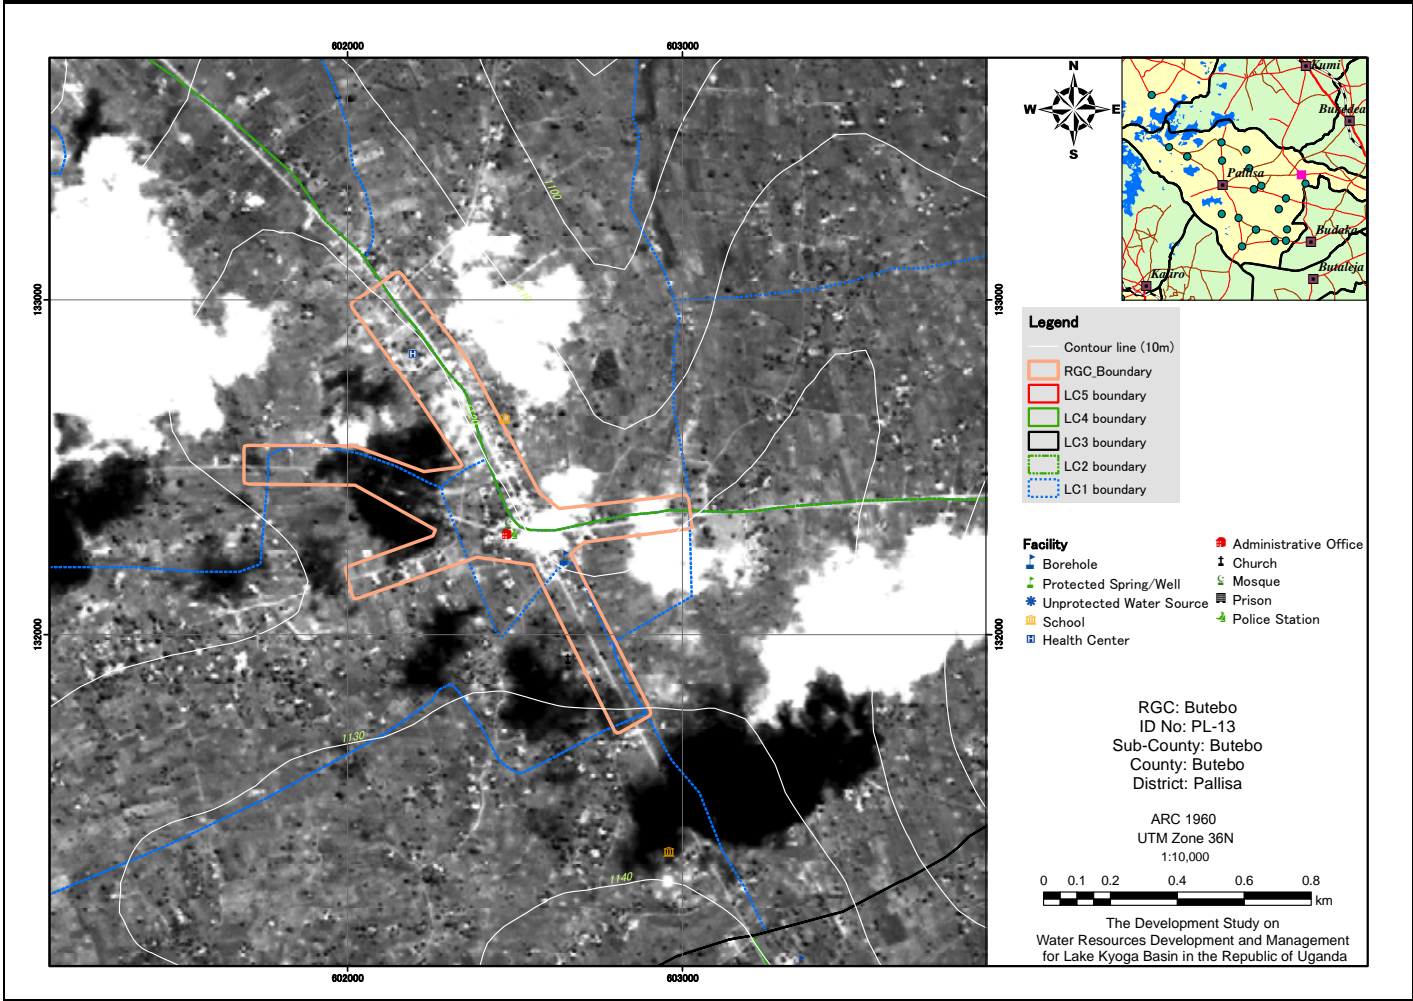 602000
603000
133000
132000
133000
132000
602000
603000
1100
1130
1140
N
W
E
S
Kumi
Bukedea
Pallisa
Budaka
Butaleja
Kaliro
Legend
Contour line (10m)
RGC_Boundary
LC5 boundary
LC4 boundary
LC3 boundary
LC2 boundary
LC1 boundary
Facility
Borehole
Protected Spring/Well
Unprotected Water Source
School
Health Center
Administrative Office
Church
Mosque
Prison
Police Station
RGC: Butebo
ID No: PL-13
Sub-County: Butebo
County: Butebo
District: Pallisa
ARC 1960
UTM Zone 36N
1:10,000
0 0.1 0.2 0.4 0.6 0.8
km
The Development Study on
Water Resources Development and Management
for Lake Kyoga Basin in the Republic of Uganda